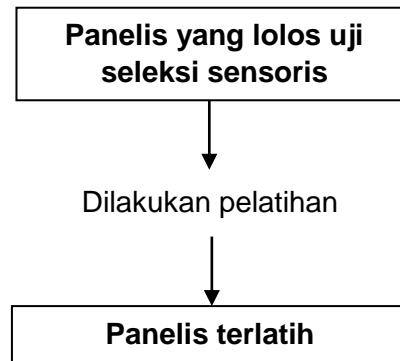 Panelis yang lolos uji
seleksi sensoris
Dilakukan pelatihan
Panelis terlatih